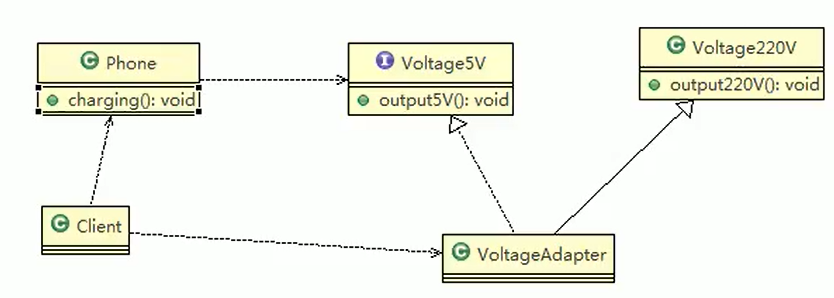 C Phone
charging(): void
I Voltage5V
output5V(): void
C Voltage220V
output220V(): void
C Client
C VoltageAdapter